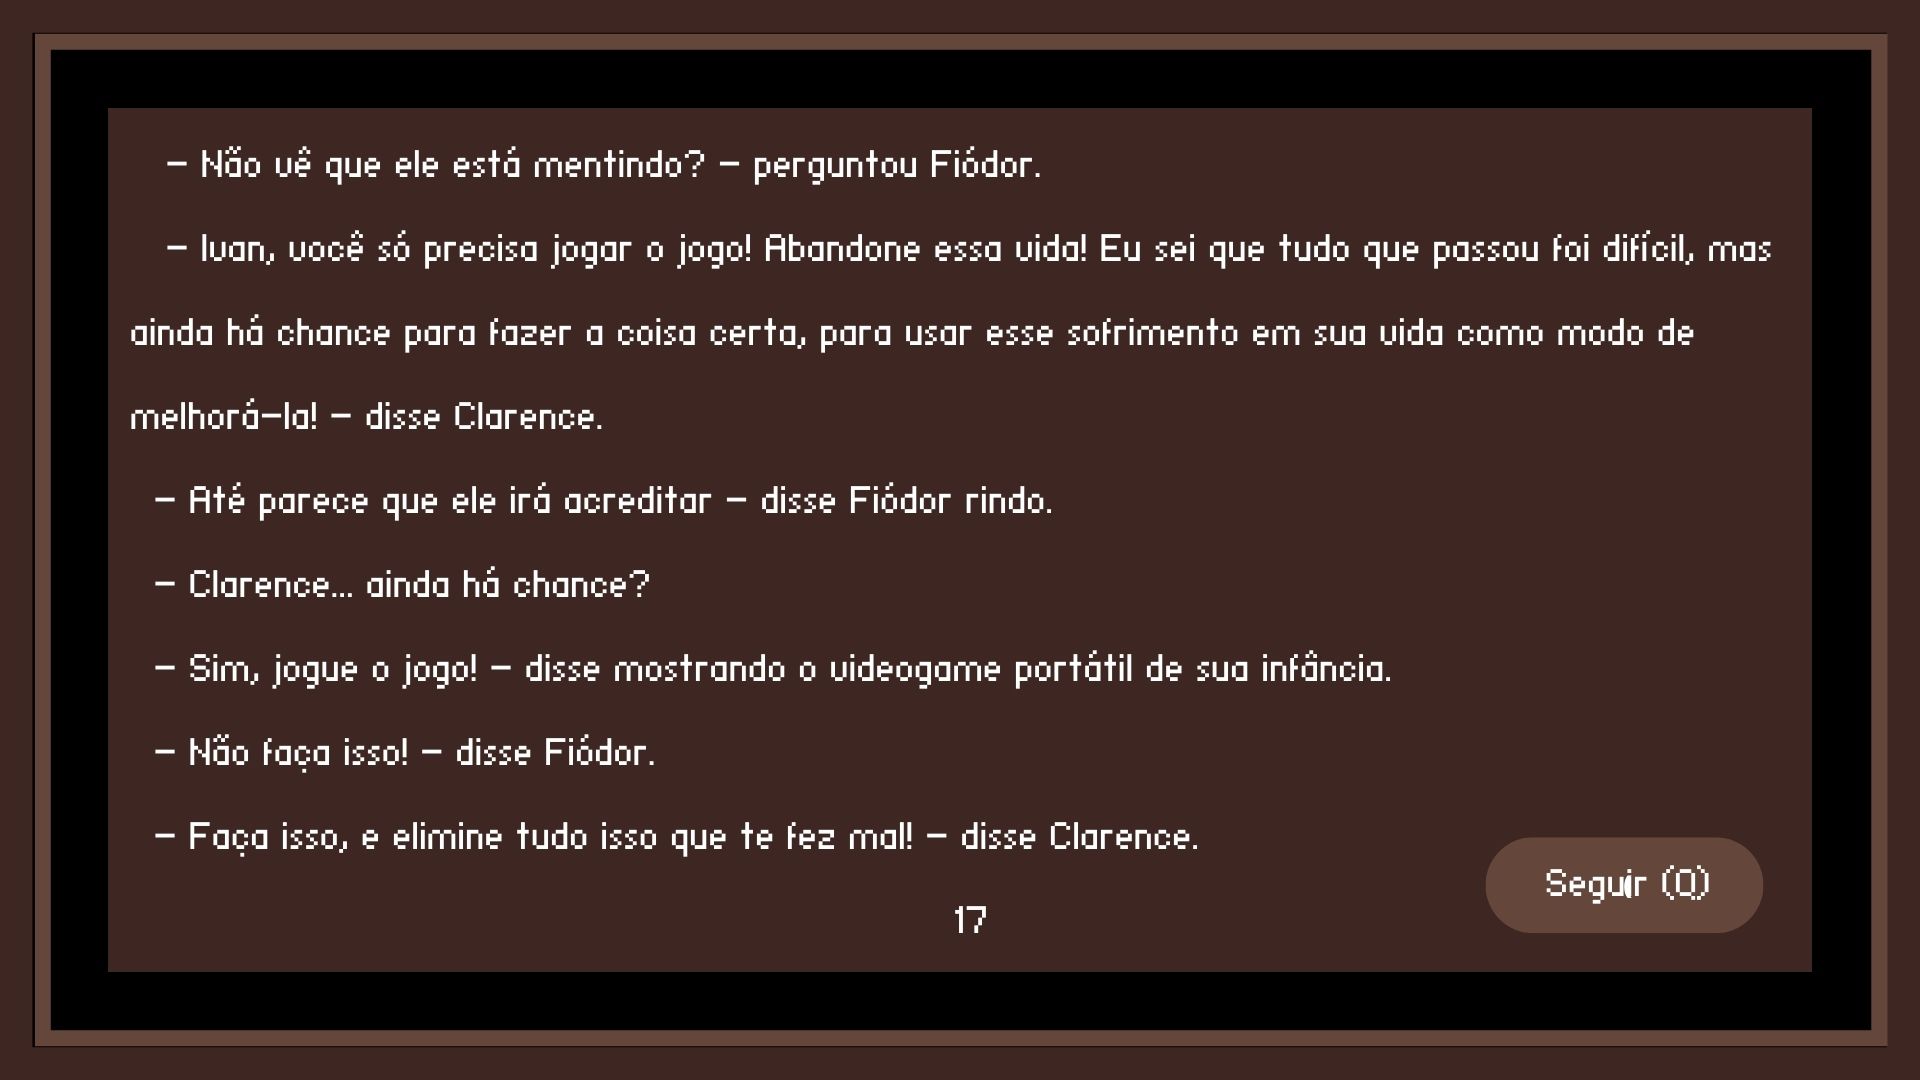 – Não vê que ele está mentindo? – perguntou Fiódor.
– Ivan, você só precisa jogar o jogo! Abandone essa vida! Eu sei que tudo que passou foi difícil, mas
ainda há chance para fazer a coisa certa, para usar esse sofrimento em sua vida como modo de
melhorá-la! – disse Clarence.
– Até parece que ele irá acreditar – disse Fiódor rindo.
– Clarence... ainda há chance?
– Sim, jogue o jogo! – disse mostrando o videogame portátil de sua infância.
– Não faça isso! – disse Fiódor.
– Faça isso, e elimine tudo isso que te fez mal! – disse Clarence.
Seguir (Q)
17